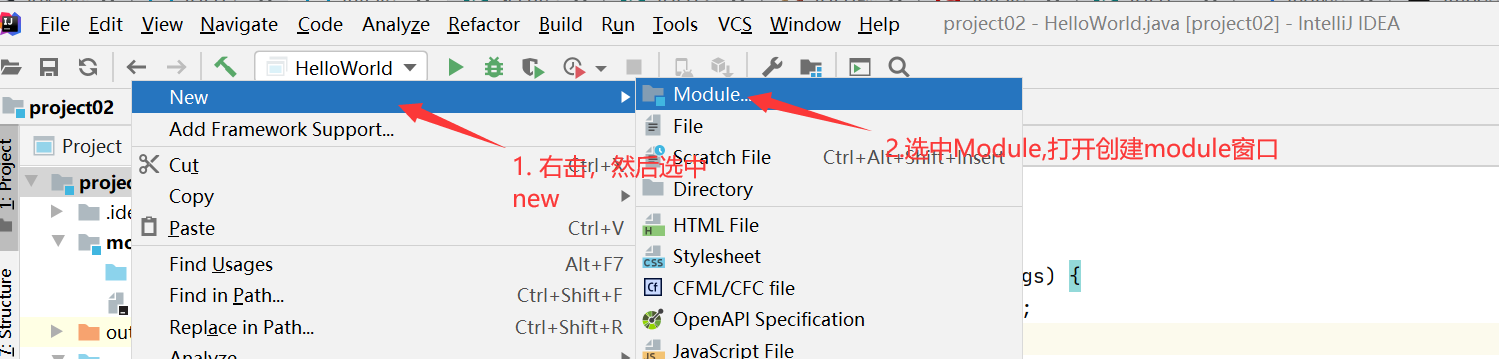 File Edit View Navigate Code Analyze Refactor Build Run Tools VCS Window Help project02 - HelloWorld.java [project02] - IntelliJ IDEA
HelloWorld
project02
New
Module...
Add Framework Support...
File
Project
Cut
Scratch File Ctrl+Alt+Shift+Insert
1. 右击，然后选中
new
2.选中Module,打开创建module窗口
1: Project
projec
Copy
Directory
.ide
Paste Ctrl+V
HTML File
mo
Find Usages Alt+F7
Stylesheet
CSS
gs) {
Find in Path... Ctrl+Shift+F
CFML/CFC file
Cf
;
7: Structure
out
Replace in Path... Ctrl+Shift+R
OpenAPI Specification
Analyze
JavaScript File
JS